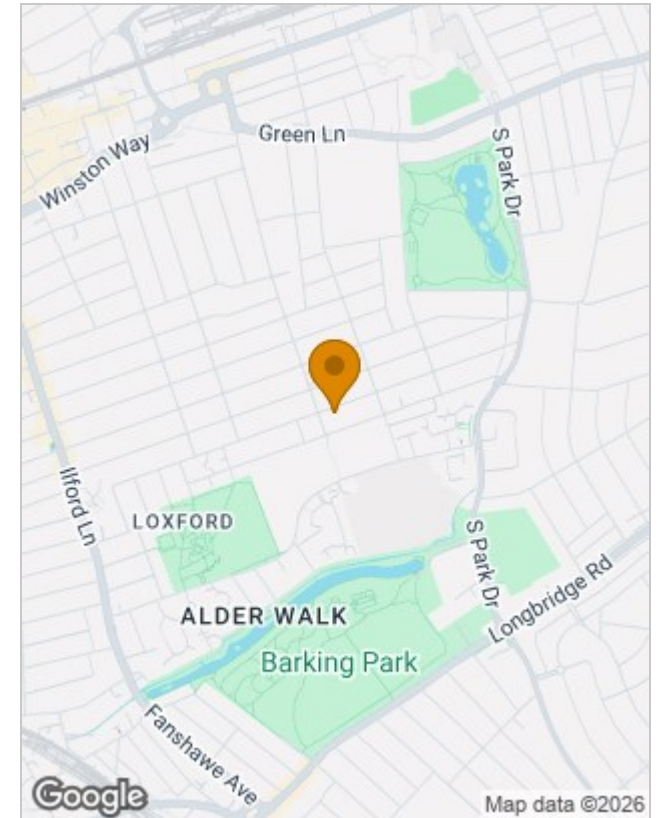 Green Ln
Winston Way
S Park Dr
Ilford Ln
LOXFORD
S Park Dr
Longbridge Rd
ALDER WALK
Barking Park
Fanshawe Ave
Google
Map data ©2026